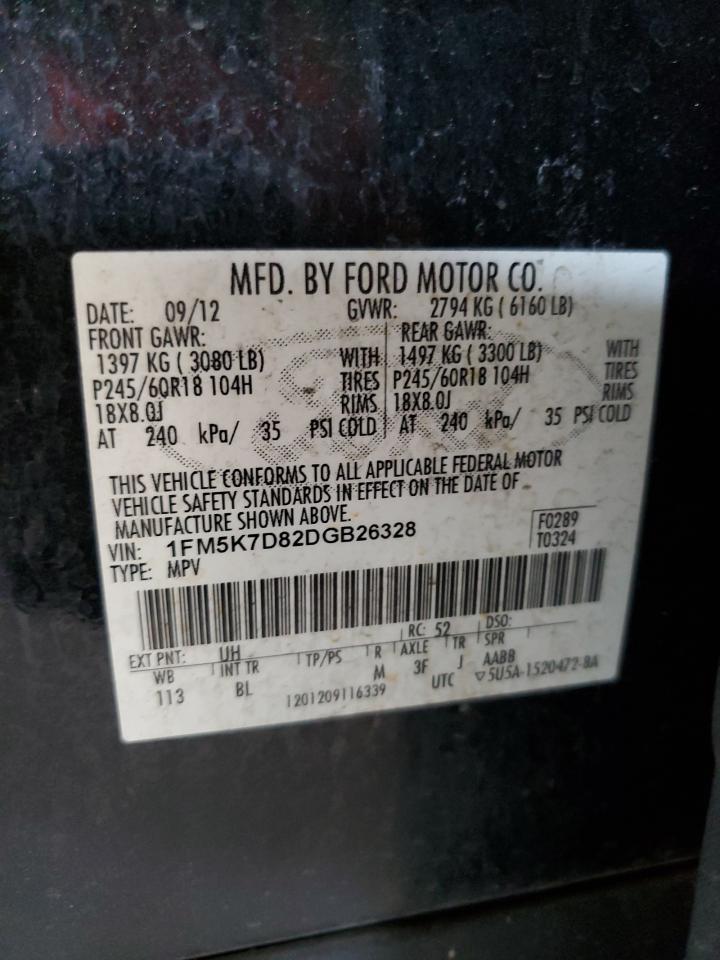 MFD. BY FORD MOTOR CO.
DATE: 09/12 GVWR: 2794 KG ( 6160 LB)
FRONT GAWR: REAR GAWR:
1397 KG ( 3080 LB) WITH 1497 KG ( 3300 LB) WITH
P245/60R18 104H TIRES P245/60R18 104H TIRES
18X8.0J RIMS 18X8.0J RIMS
AT 240 kPa/ 35 PSI COLD AT 240 kPa/ 35 PSI COLD
THIS VEHICLE CONFORMS TO ALL APPLICABLE FEDERAL MOTOR
VEHICLE SAFETY STANDARDS IN EFFECT ON THE DATE OF
MANUFACTURE SHOWN ABOVE.
VIN: 1FM5K7D82DGB26328 F0289
TYPE: MPV T0324
EXT PNT: UH RC: 52 DSO:
WB INT TR TP/PS R AXLE TR SPR
113 BL M 3F J AABB
1201209116339 UTC ▽5U5A-1520472-BA